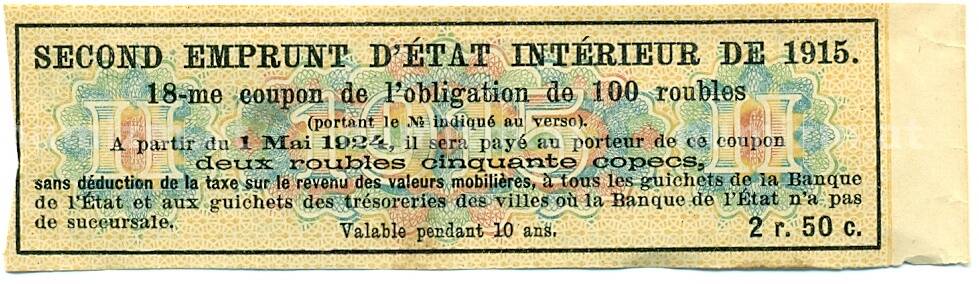 SECOND EMPRUNT D'ÉTAT INTÉRIEUR DE 1915.
18-me coupon de l'obligation de 100 roubles
(portant le № indiqué au verso).
A partir du 1 Mai 1924, il sera payé au porteur de ce coupon
deux roubles cinquante copecs,
sans déduction de la taxe sur le revenu des valeurs mobilières, à tous les guichets de la Banque
de l'État et aux guichets des trésoreries des villes où la Banque de l'État n'a pas
de succursale.
Valable pendant 10 ans.
2 r. 50 c.